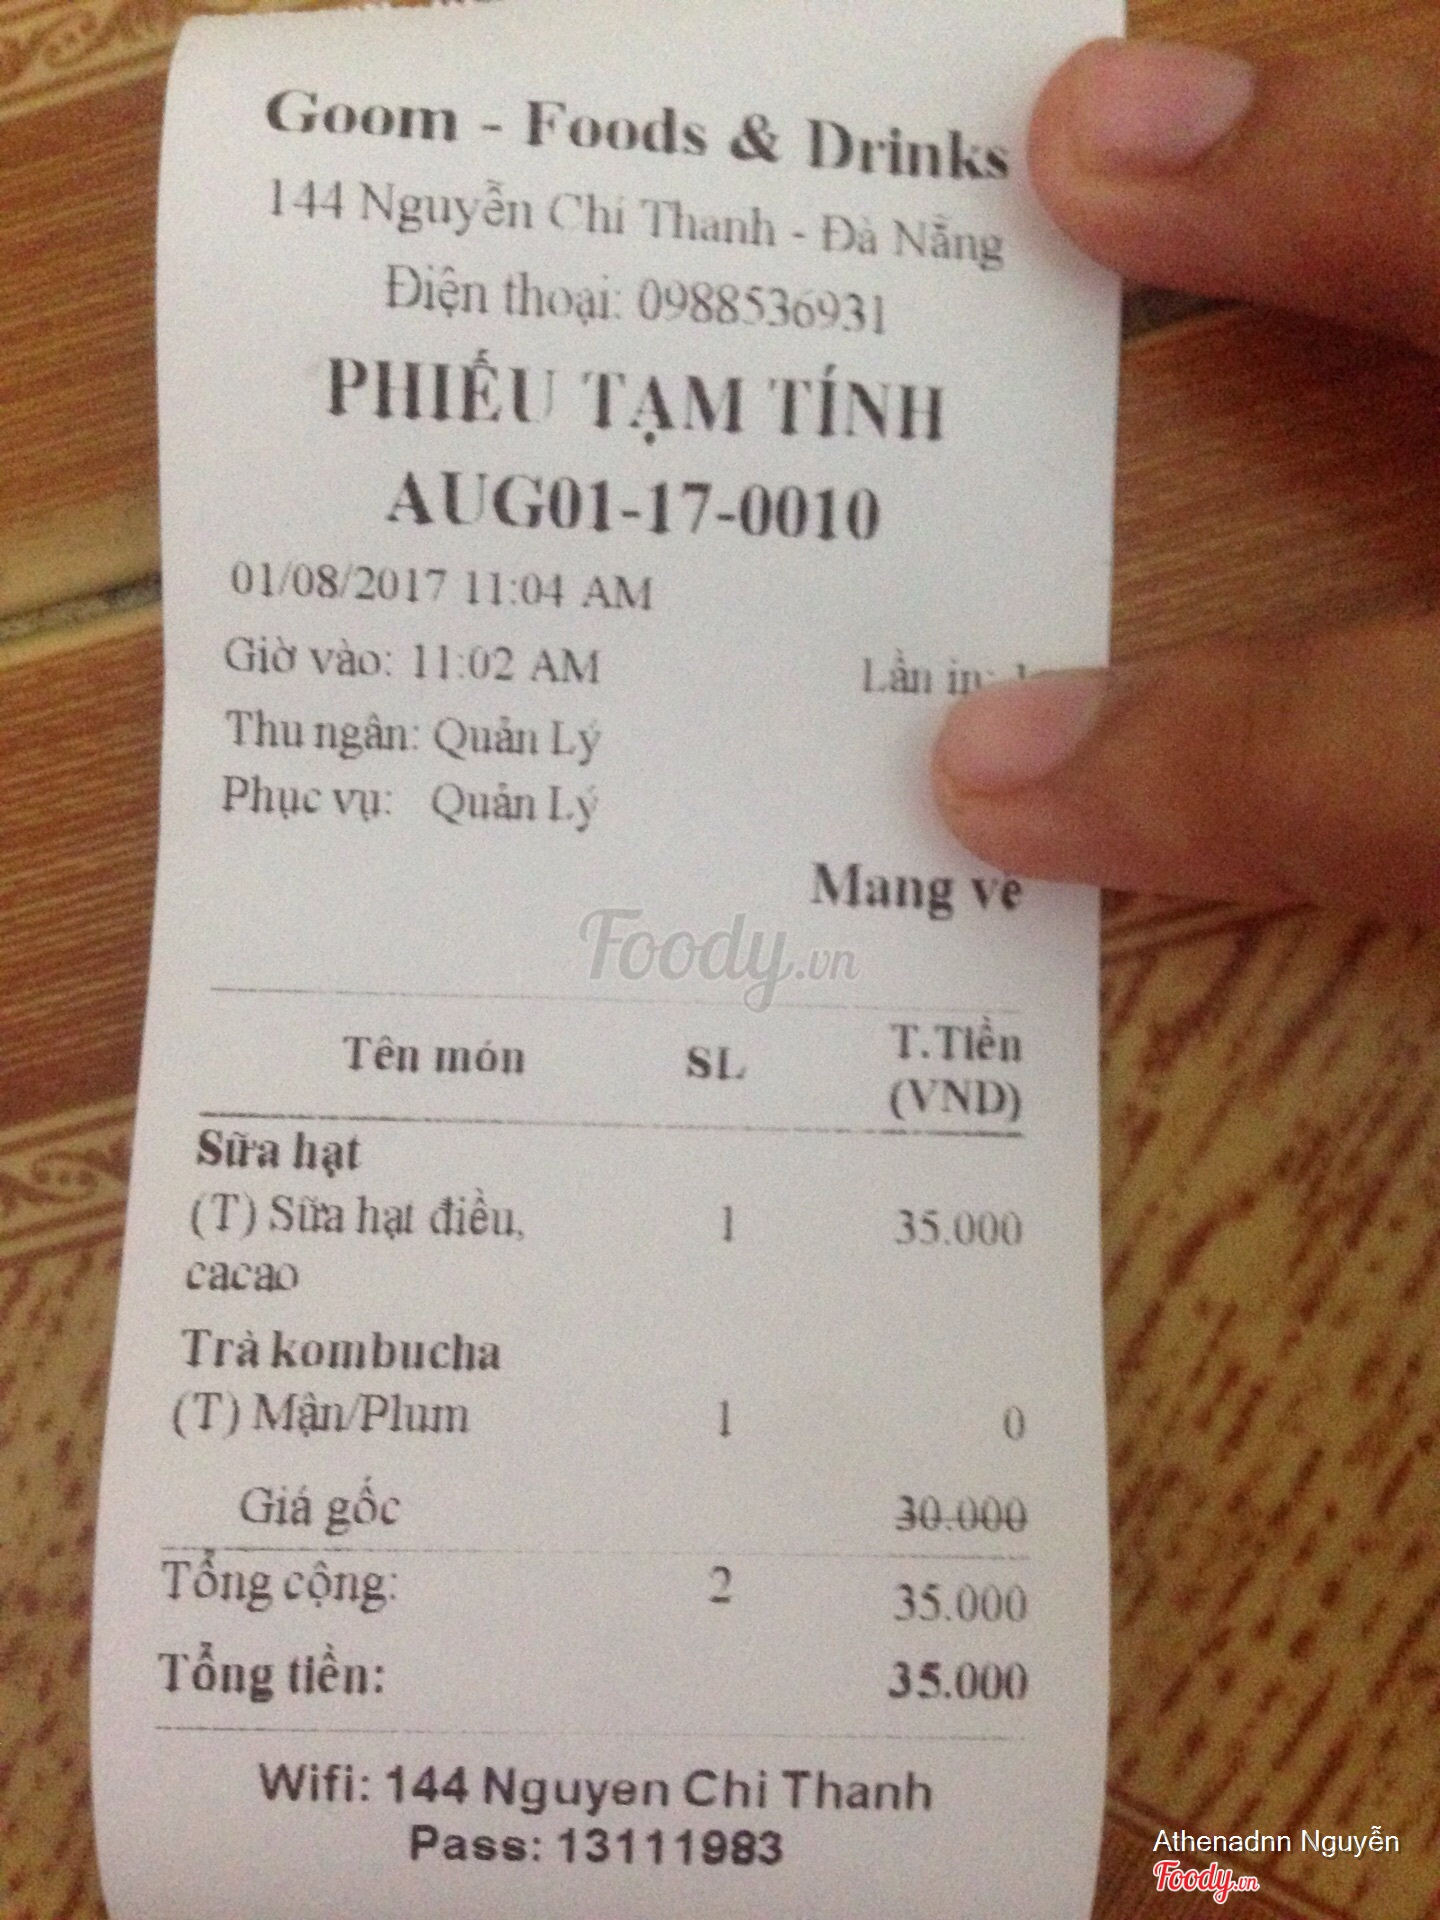 Goom - Foods & Drinks
144 Nguyễn Chí Thanh - Đà Nẵng
Điện thoại: 0988536931
PHIẾU TẠM TÍNH
AUG01-17-0010
01/08/2017 11:04 AM
Giờ vào: 11:02 AM Lần in:
Thu ngân: Quản Lý
Phục vụ: Quản Lý
Mang về
Foody.vn
Tên món SL T.Tiền
(VND)
Sữa hạt
(T) Sữa hạt điều, 1 35.000
cacao
Trà kombucha
(T) Mận/Plum 1 0
Giá gốc 30.000
Tổng cộng: 2 35.000
Tổng tiền: 35.000
Wifi: 144 Nguyen Chi Thanh
Pass: 13111983
Athenadnn Nguyễn
Foody.vn